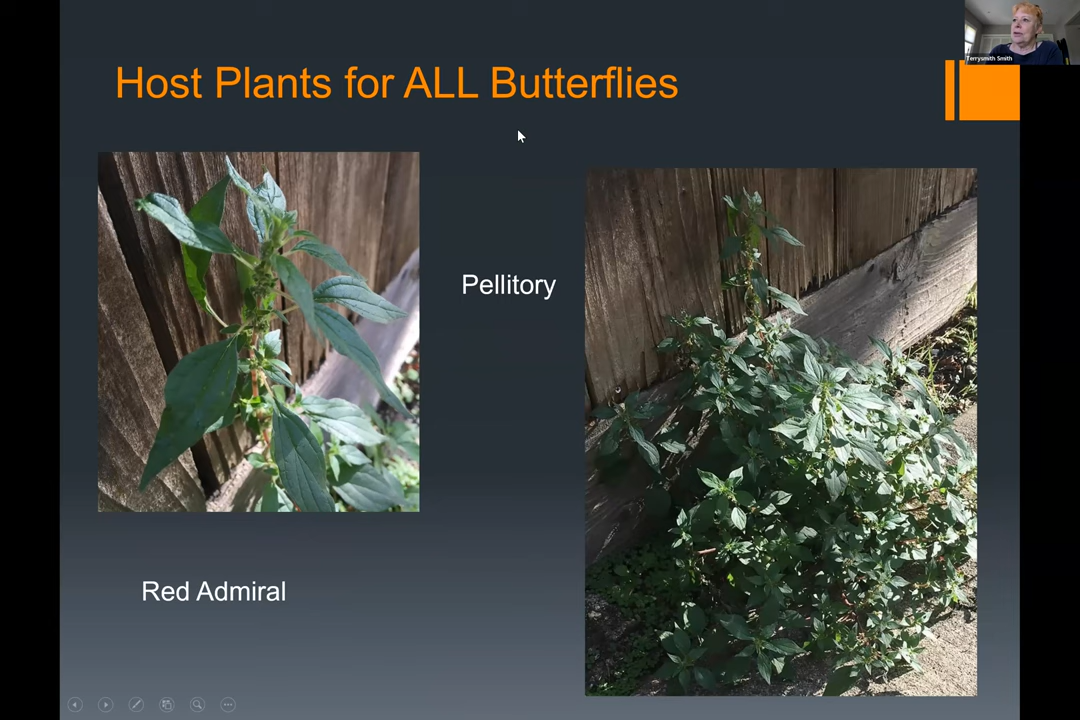 Terrysmith Smith
Host Plants for ALL Butterflies
Pellitory
Red Admiral